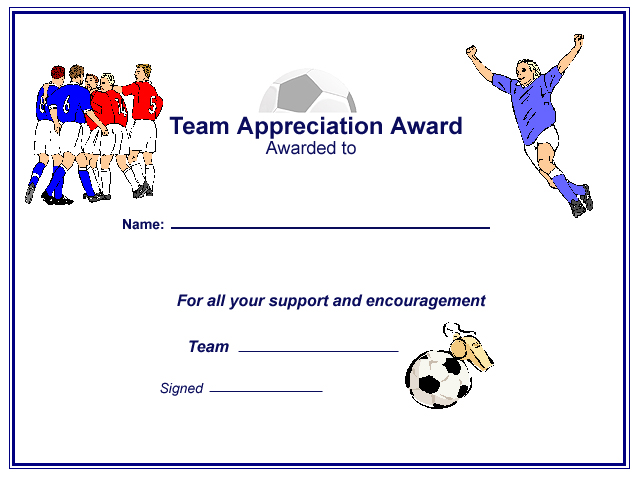 Team Appreciation Award
Awarded to
Name:
For all your support and encouragement
Team
Signed